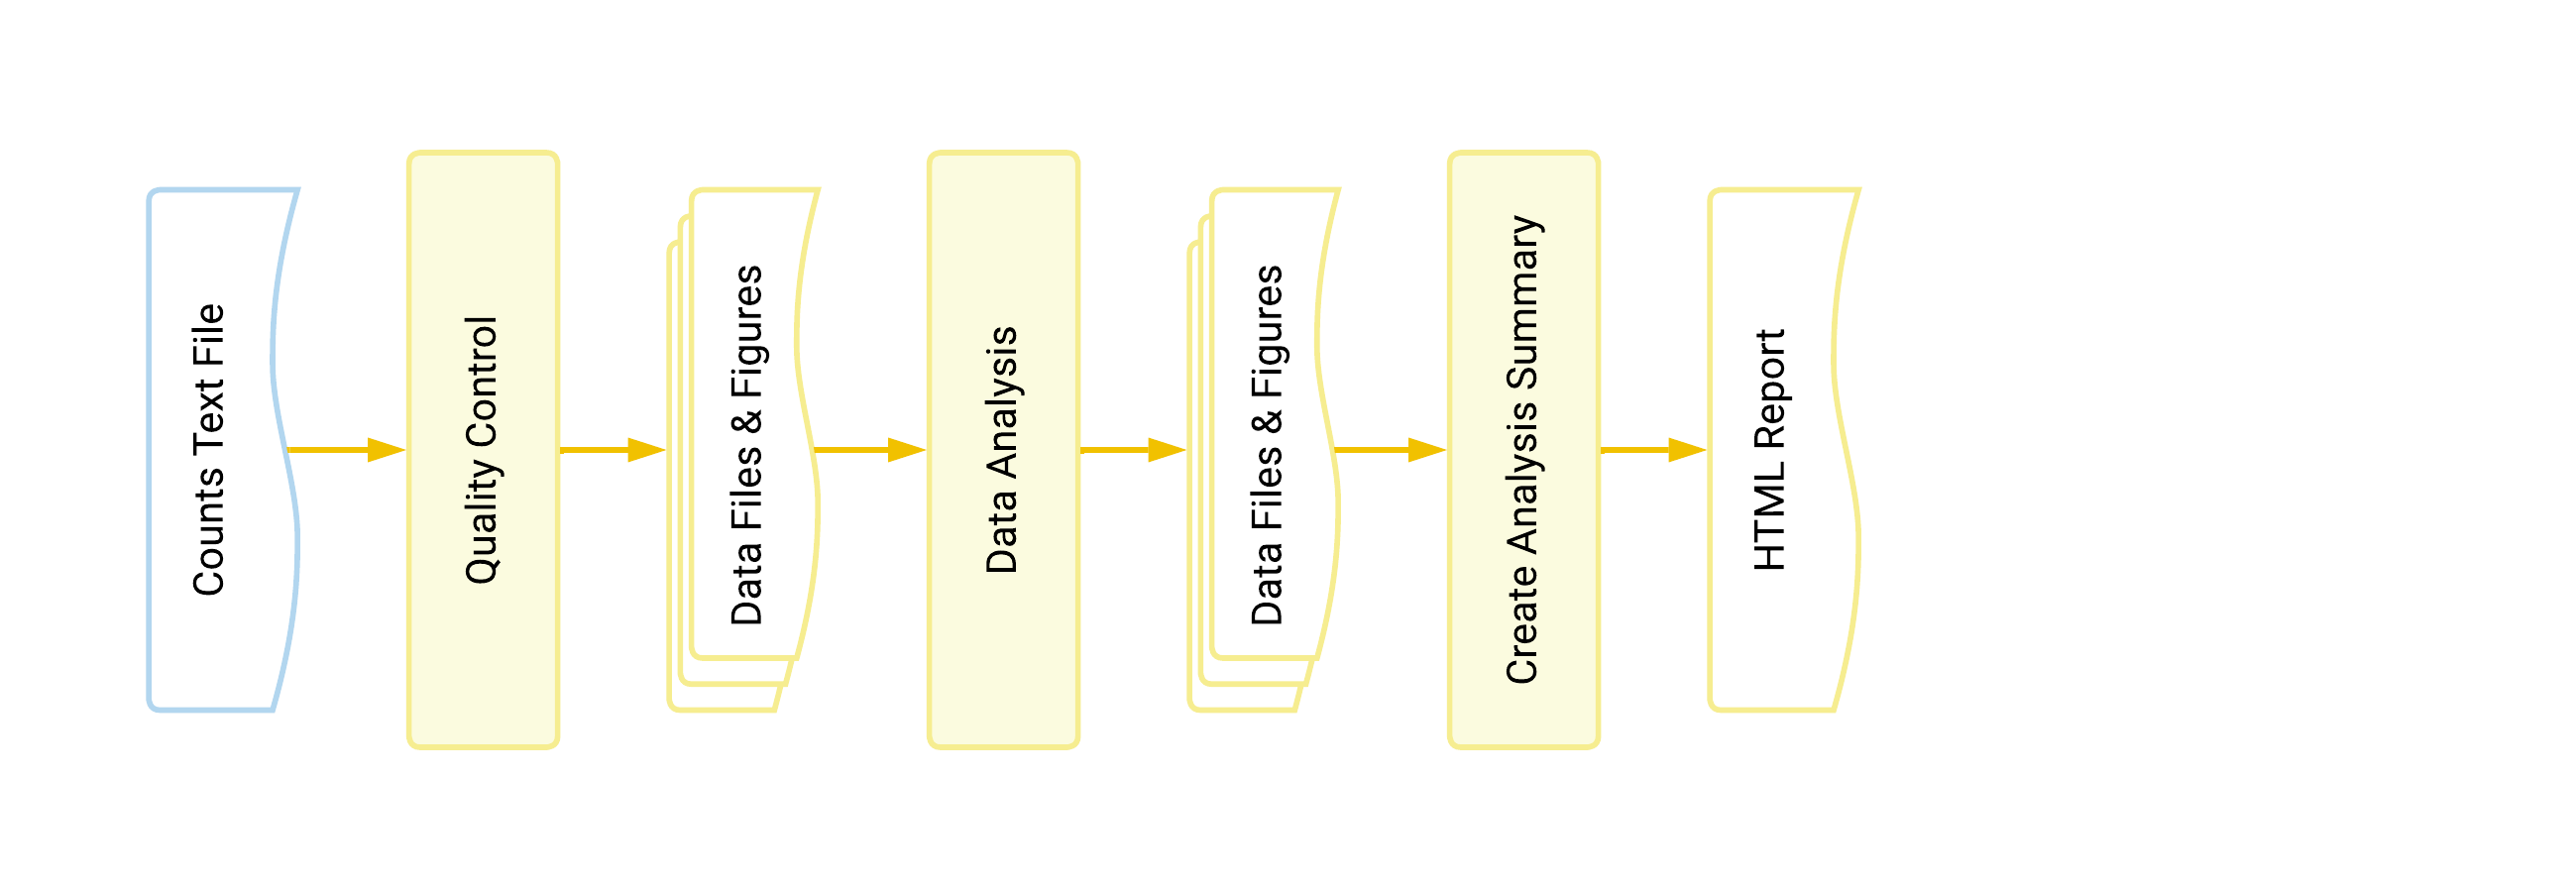 Counts Text File
Quality Control
Data Files & Figures
Data Analysis
Data Files & Figures
Create Analysis Summary
HTML Report